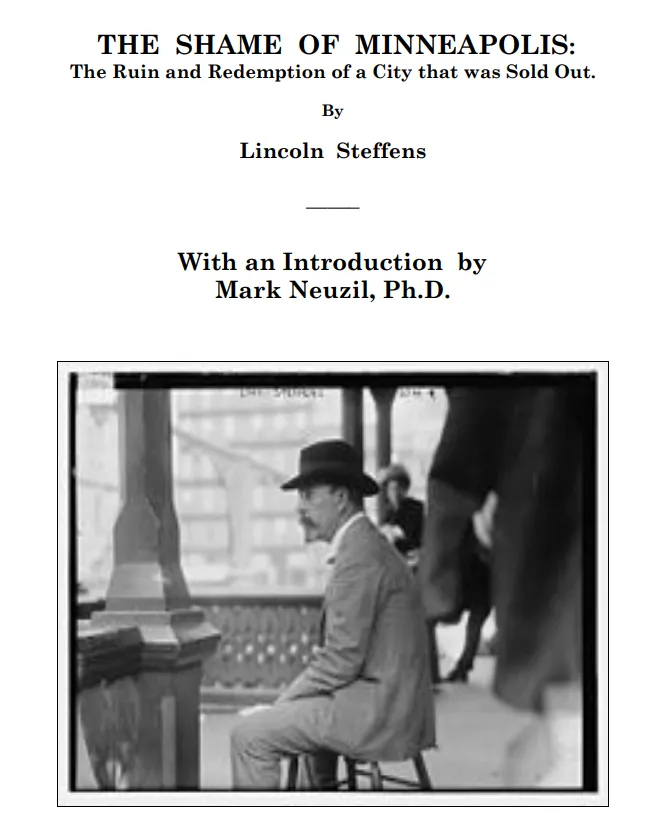 THE SHAME OF MINNEAPOLIS:
The Ruin and Redemption of a City that was Sold Out.
By
Lincoln Steffens
With an Introduction by
Mark Neuzil, Ph.D.
STEFFENS